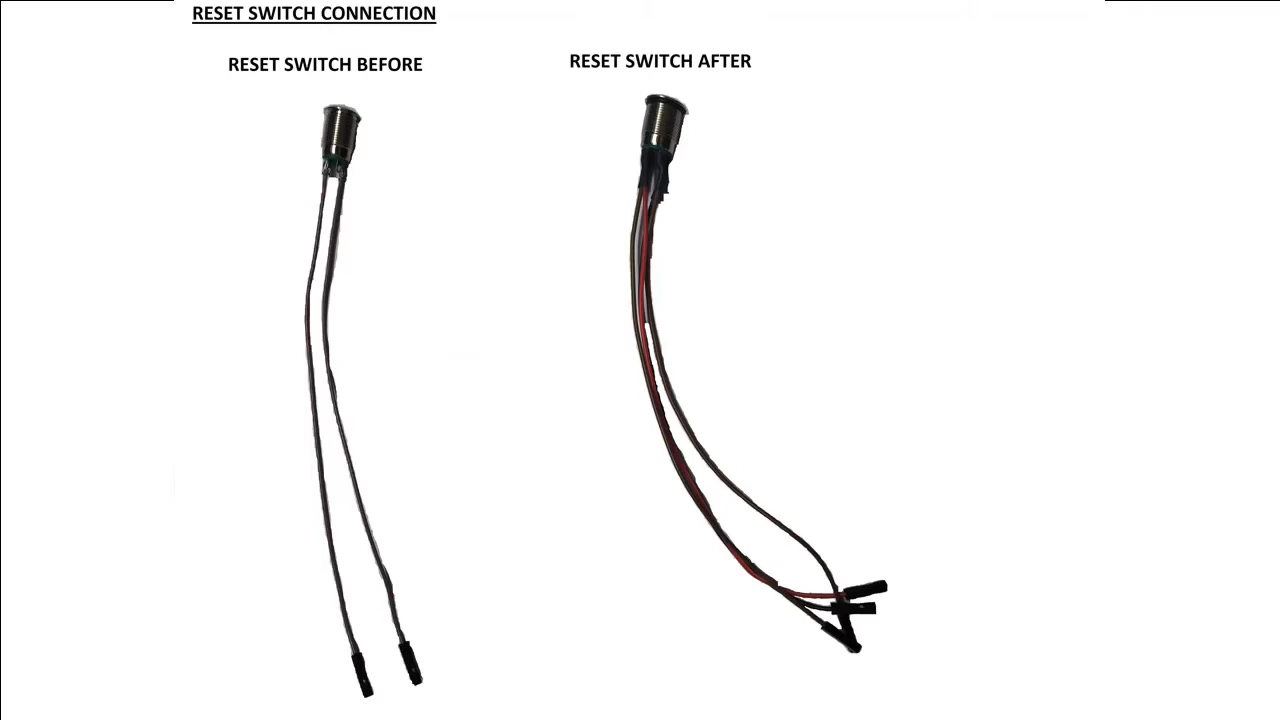 RESET SWITCH CONNECTION
RESET SWITCH BEFORE
RESET SWITCH AFTER